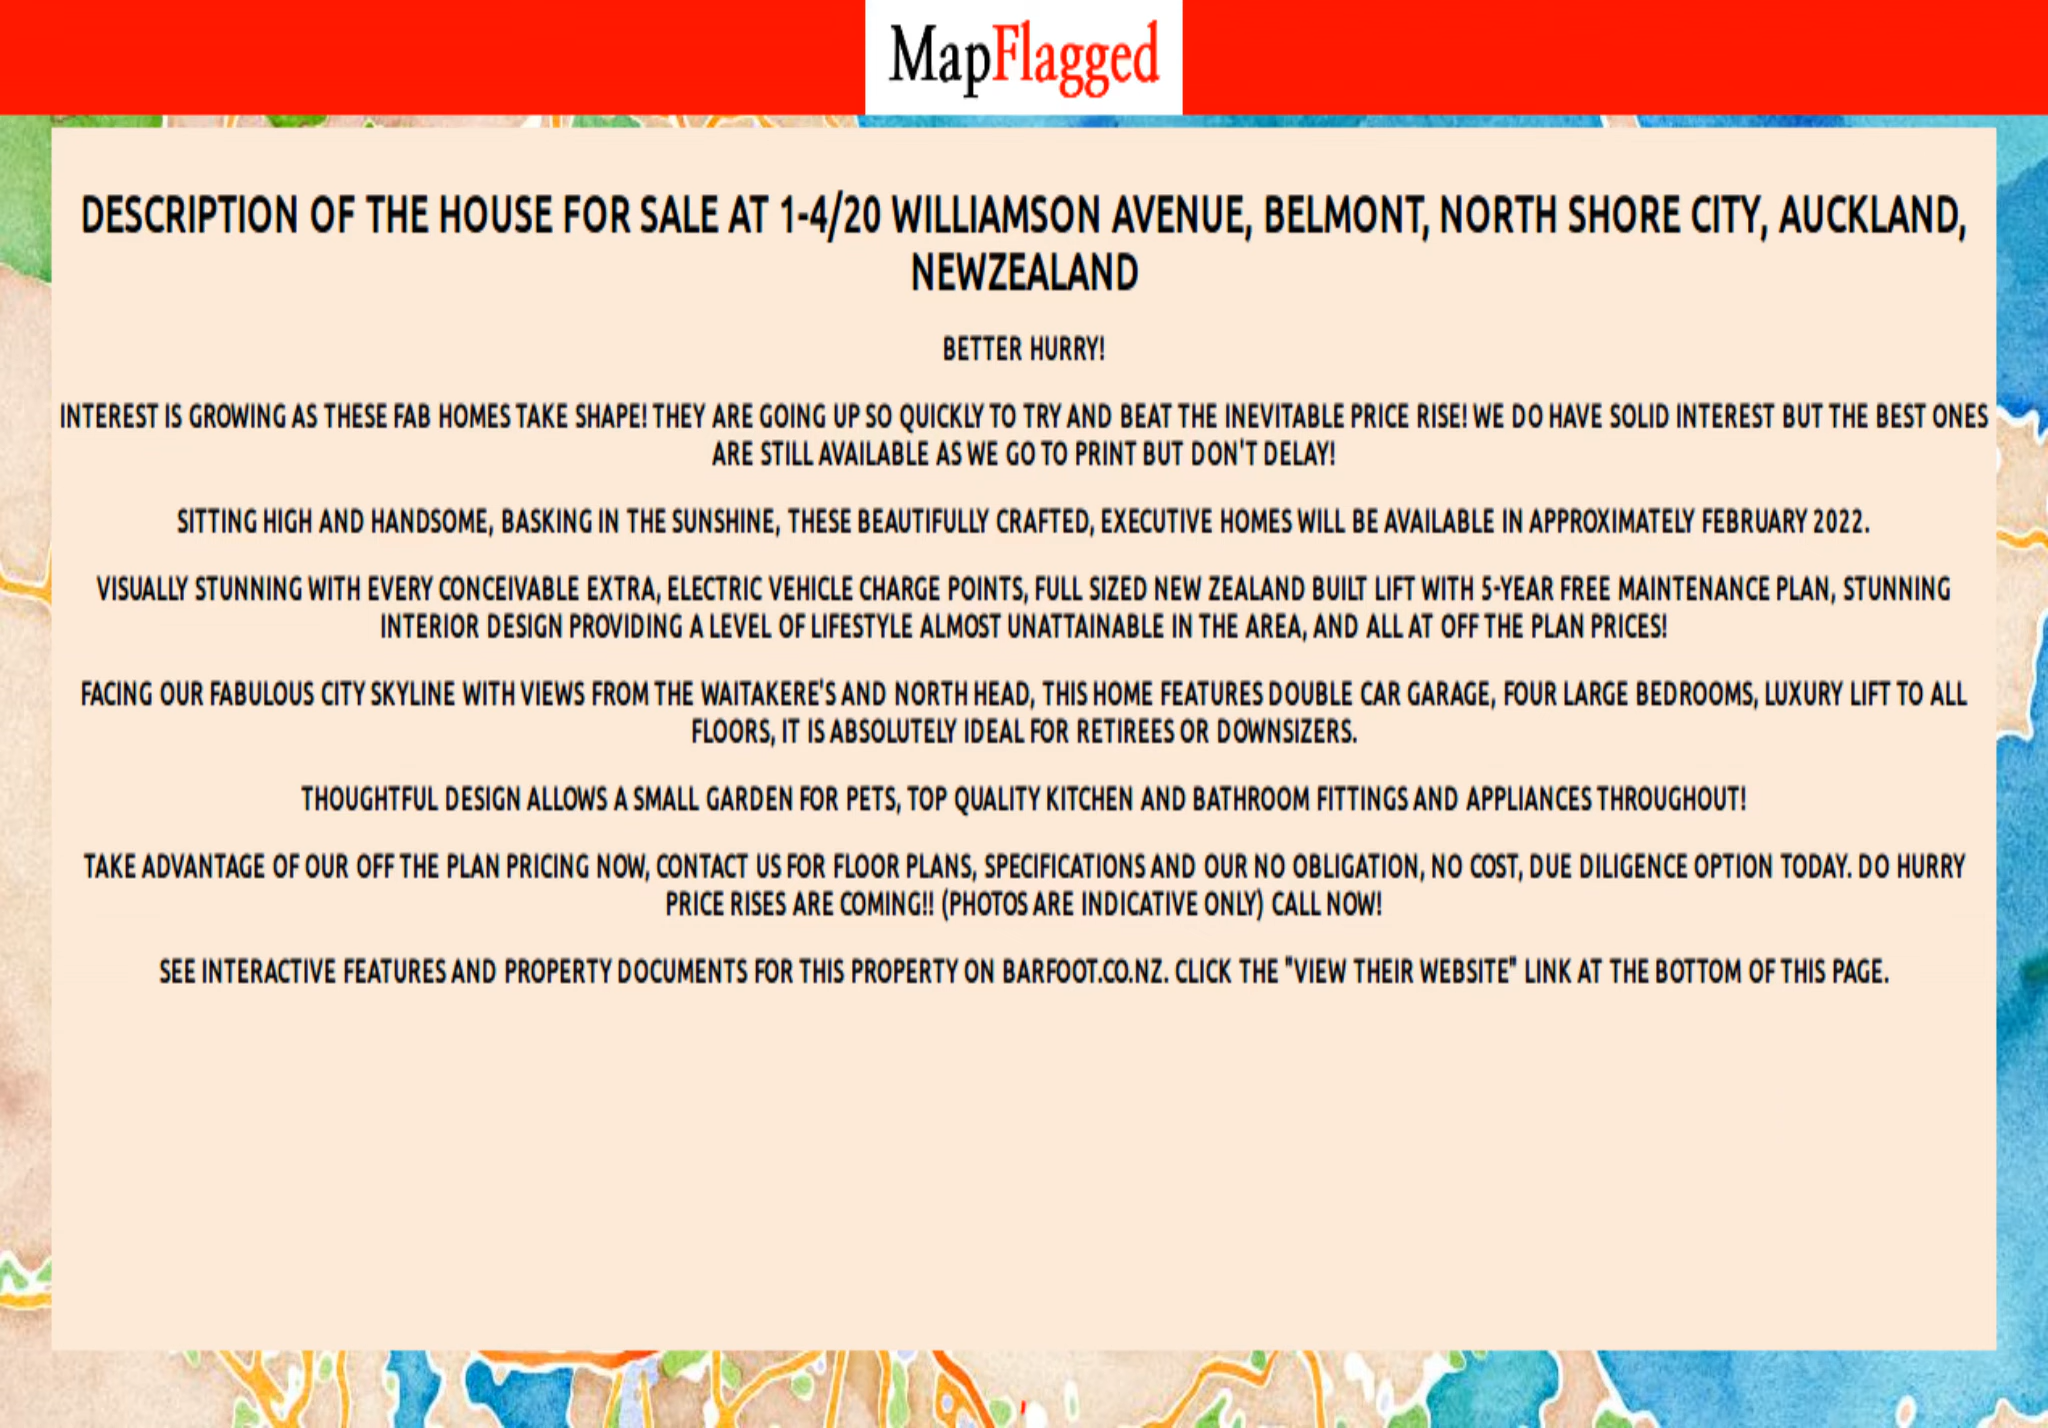 MapFlagged
DESCRIPTION OF THE HOUSE FOR SALE AT 1-4/20 WILLIAMSON AVENUE, BELMONT, NORTH SHORE CITY, AUCKLAND,
NEWZEALAND
BETTER HURRY!
INTEREST IS GROWING AS THESE FAB HOMES TAKE SHAPE! THEY ARE GOING UP SO QUICKLY TO TRY AND BEAT THE INEVITABLE PRICE RISE! WE DO HAVE SOLID INTEREST BUT THE BEST ONES
ARE STILL AVAILABLE AS WE GO TO PRINT BUT DON'T DELAY!
SITTING HIGH AND HANDSOME, BASKING IN THE SUNSHINE, THESE BEAUTIFULLY CRAFTED, EXECUTIVE HOMES WILL BE AVAILABLE IN APPROXIMATELY FEBRUARY 2022.
VISUALLY STUNNING WITH EVERY CONCEIVABLE EXTRA, ELECTRIC VEHICLE CHARGE POINTS, FULL SIZED NEW ZEALAND BUILT LIFT WITH 5-YEAR FREE MAINTENANCE PLAN, STUNNING
INTERIOR DESIGN PROVIDING A LEVEL OF LIFESTYLE ALMOST UNATTAINABLE IN THE AREA, AND ALL AT OFF THE PLAN PRICES!
FACING OUR FABULOUS CITY SKYLINE WITH VIEWS FROM THE WAITAKERE'S AND NORTH HEAD, THIS HOME FEATURES DOUBLE CAR GARAGE, FOUR LARGE BEDROOMS, LUXURY LIFT TO ALL
FLOORS, IT IS ABSOLUTELY IDEAL FOR RETIREES OR DOWNSIZERS.
THOUGHTFUL DESIGN ALLOWS A SMALL GARDEN FOR PETS, TOP QUALITY KITCHEN AND BATHROOM FITTINGS AND APPLIANCES THROUGHOUT!
TAKE ADVANTAGE OF OUR OFF THE PLAN PRICING NOW, CONTACT US FOR FLOOR PLANS, SPECIFICATIONS AND OUR NO OBLIGATION, NO COST, DUE DILIGENCE OPTION TODAY. DO HURRY
PRICE RISES ARE COMING!! (PHOTOS ARE INDICATIVE ONLY) CALL NOW!
SEE INTERACTIVE FEATURES AND PROPERTY DOCUMENTS FOR THIS PROPERTY ON BARFOOT.CO.NZ. CLICK THE "VIEW THEIR WEBSITE" LINK AT THE BOTTOM OF THIS PAGE.